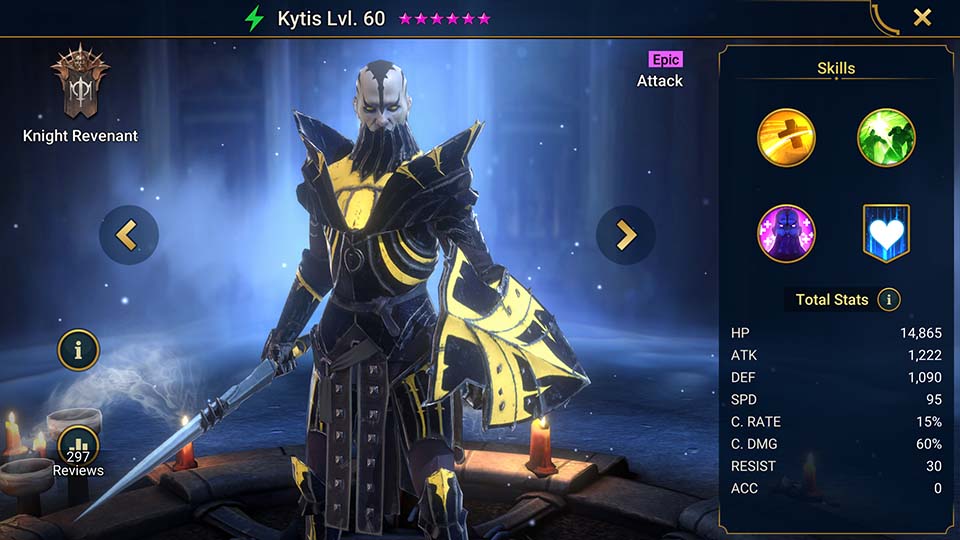 Kytis Lvl. 60
Knight Revenant
Epic
Attack
297
Reviews
Skills
Total Stats
HP 14,865
ATK 1,222
DEF 1,090
SPD 95
C. RATE 15%
C. DMG 60%
RESIST 30
ACC 0